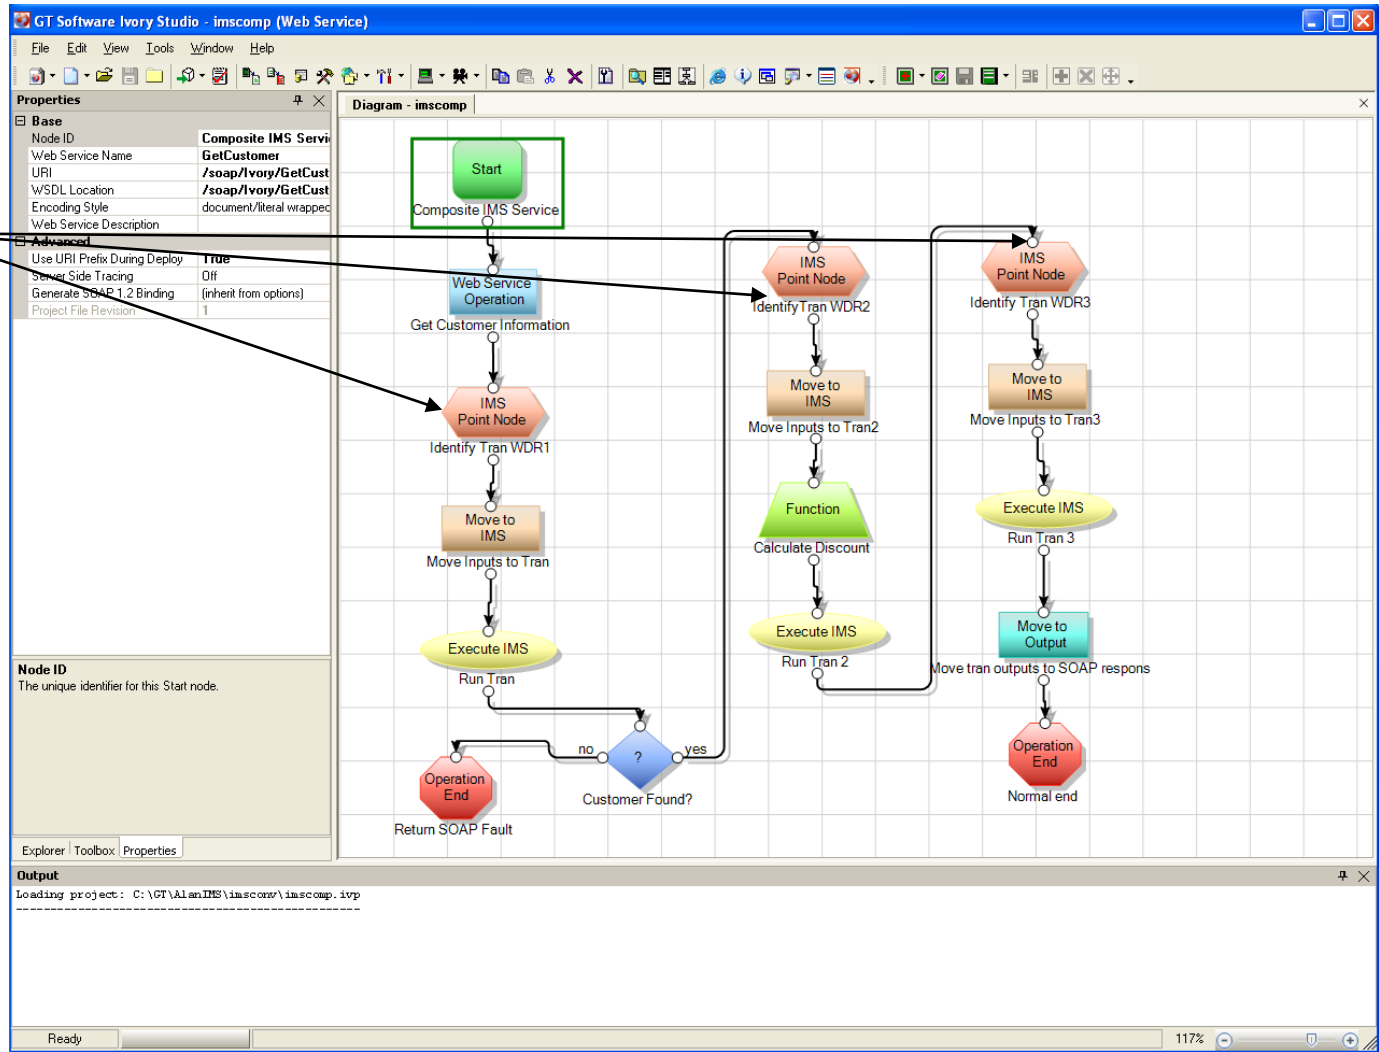 GT Software Ivory Studio - imscomp (Web Service)
File Edit View Tools Window Help
Properties
Base
Node ID Composite IMS Servi
Web Service Name GetCustomer
URI /soap/Ivory/GetCust
WSDL Location /soap/Ivory/GetCust
Encoding Style document/literal wrapped
Web Service Description
Advanced
Use URI Prefix During Deploy True
Server Side Tracing Off
Generate SOAP 1.2 Binding (inherit from options)
Project File Revision 1
Node ID
The unique identifier for this Start node.
Explorer Toolbox Properties
Diagram - imscomp
Start
Composite IMS Service
Web Service
Operation
Get Customer Information
IMS
Point Node
Identify Tran WDR1
Move to
IMS
Move Inputs to Tran
Execute IMS
Run Tran
?
no
yes
Customer Found?
Operation
End
Return SOAP Fault
IMS
Point Node
Identify Tran WDR2
Move to
IMS
Move Inputs to Tran2
Function
Calculate Discount
Execute IMS
Run Tran 2
IMS
Point Node
Identify Tran WDR3
Move to
IMS
Move Inputs to Tran3
Execute IMS
Run Tran 3
Move to
Output
Move tran outputs to SOAP respons
Operation
End
Normal end
Output
Loading project: C:\GT\AlanIMS\imsconv\imscomp.ivp
--------------------------------------------------
Ready
117%